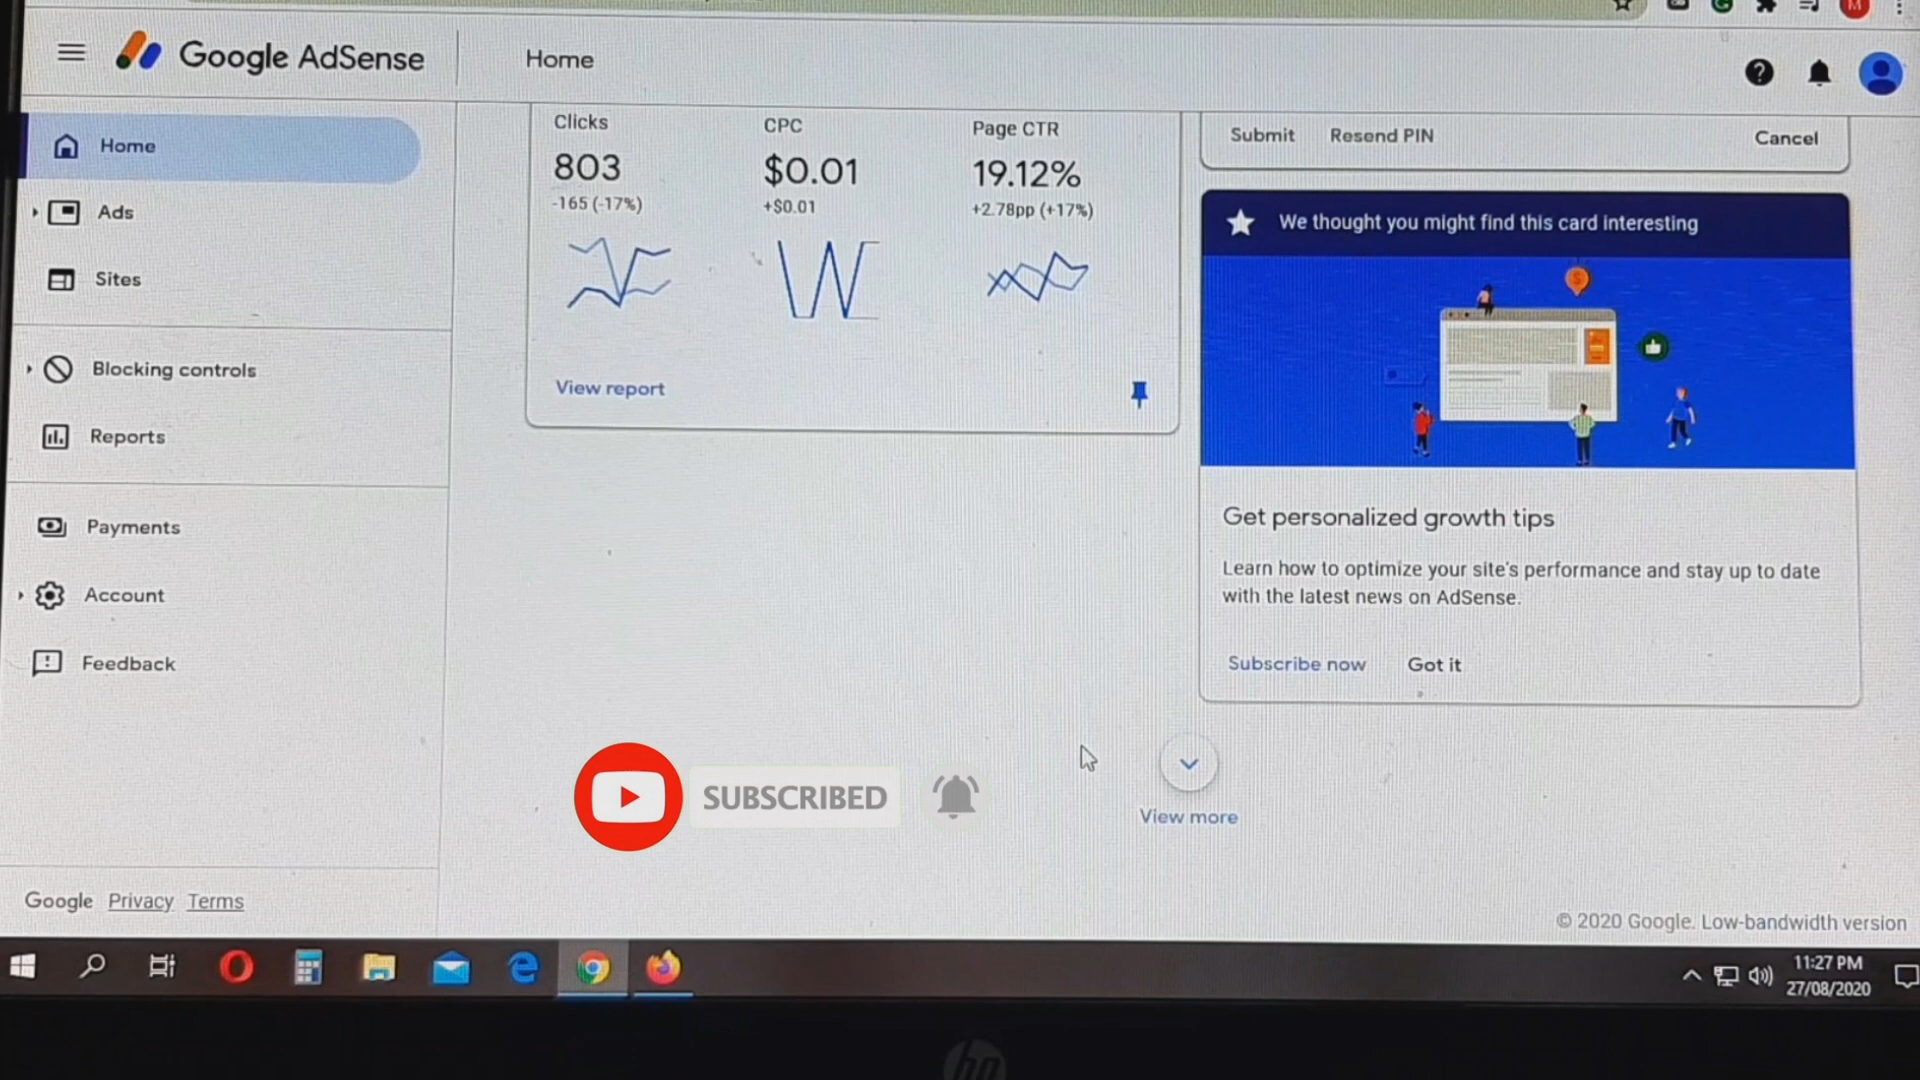 Google AdSense
Home
M
Home
Ads
Sites
Blocking controls
Reports
Payments
Account
Feedback
Google Privacy Terms
Clicks
803
-165 (-17%)
CPC
$0.01
+$0.01
Page CTR
19.12%
+2.78pp (+17%)
View report
Submit Resend PIN Cancel
We thought you might find this card interesting
Get personalized growth tips
Learn how to optimize your site's performance and stay up to date
with the latest news on AdSense.
Subscribe now Got it
SUBSCRIBED
View more
© 2020 Google. Low-bandwidth version
11:27 PM
27/08/2020
hp